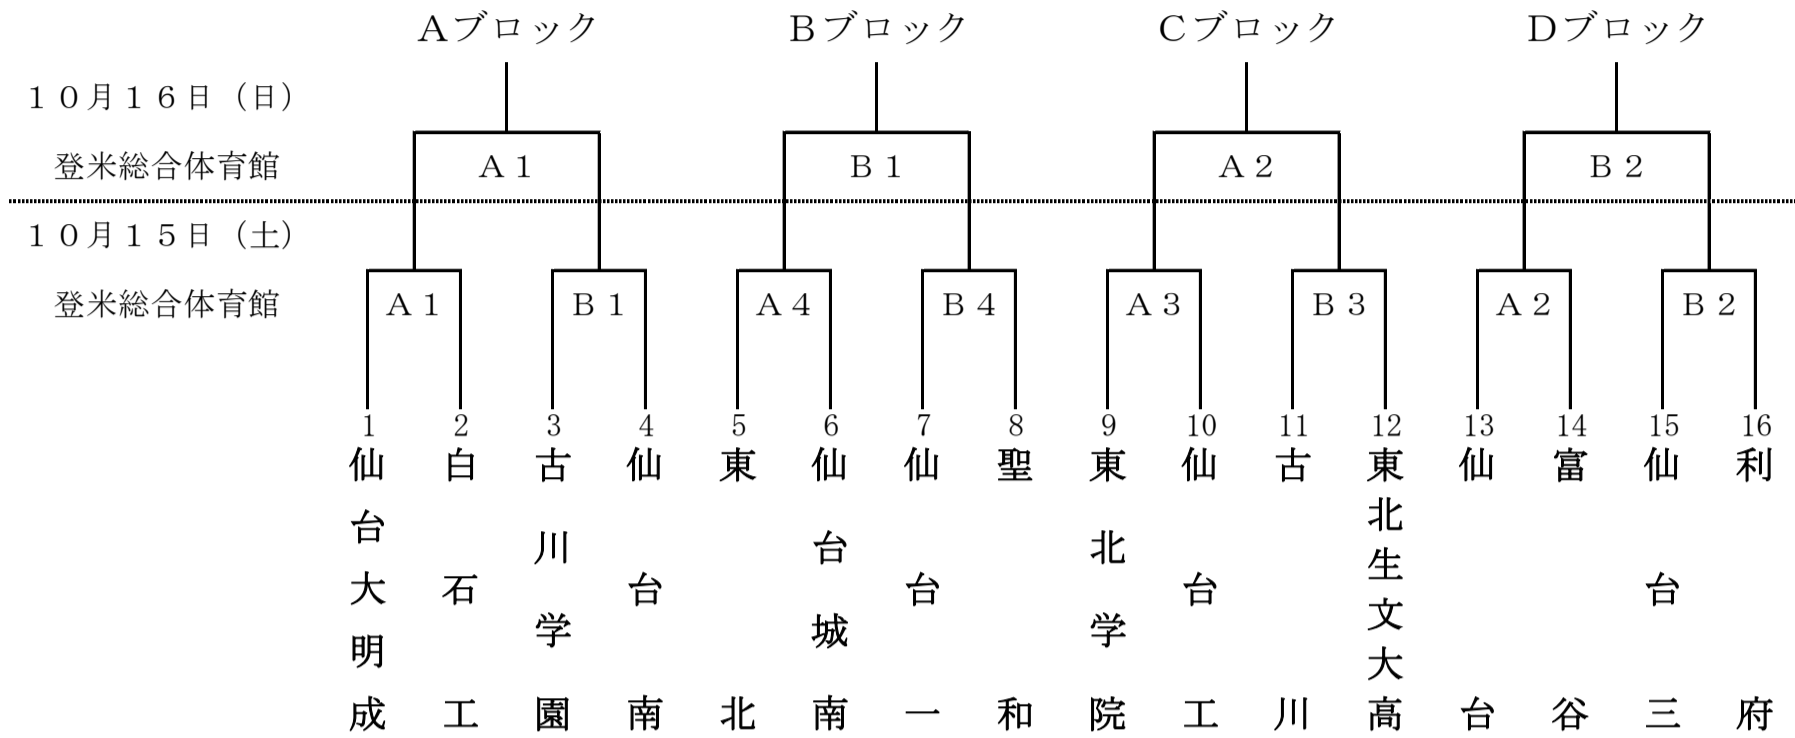 Aブロック Bブロック Cブロック Dブロック
１０月１６日（日）
登米総合体育館 A１ B１ A２ B２
１０月１５日（土）
登米総合体育館 A１ B１ A４ B４ A３ B３ A２ B２
1 2 3 4 5 6 7 8 9 10 11 12 13 14 15 16
仙台大明成
白石工
古川学園
仙台南
東北
仙台城南
仙台一
聖和
東北学院
仙台工
古川
東北生文大高
仙台
富谷
仙台三
利府